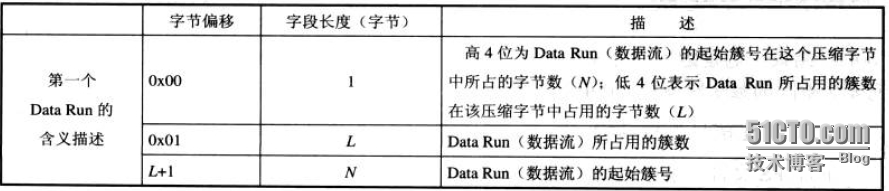 字节偏移 字段长度（字节） 描 述
第一个
Data Run 的
含义描述
0x00 1 高 4 位为 Data Run（数据流）的起始簇号在这个压缩字节
中所占的字节数（N）；低 4 位表示 Data Run 所占用的簇数
在该压缩字节中占用的字节数（L）
0x01 L Data Run（数据流）所占用的簇数
L+1 N Data Run（数据流）的起始簇号
51CTO.com
技术博客 Blog